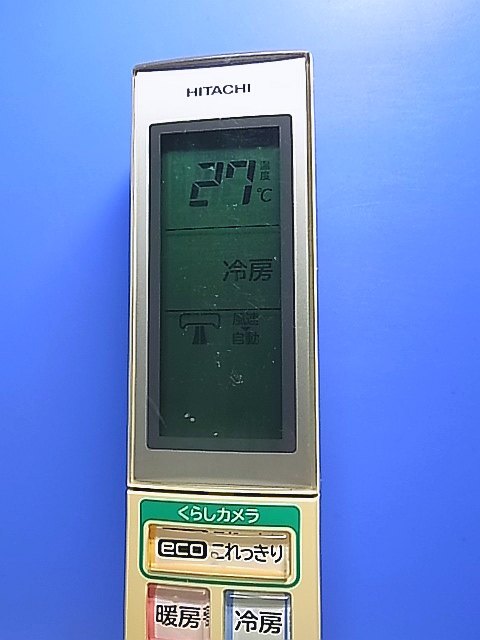 HITACHI
27 温度 ℃
冷房
風速
自動
くらしカメラ
eco これっきり
暖房 冷房